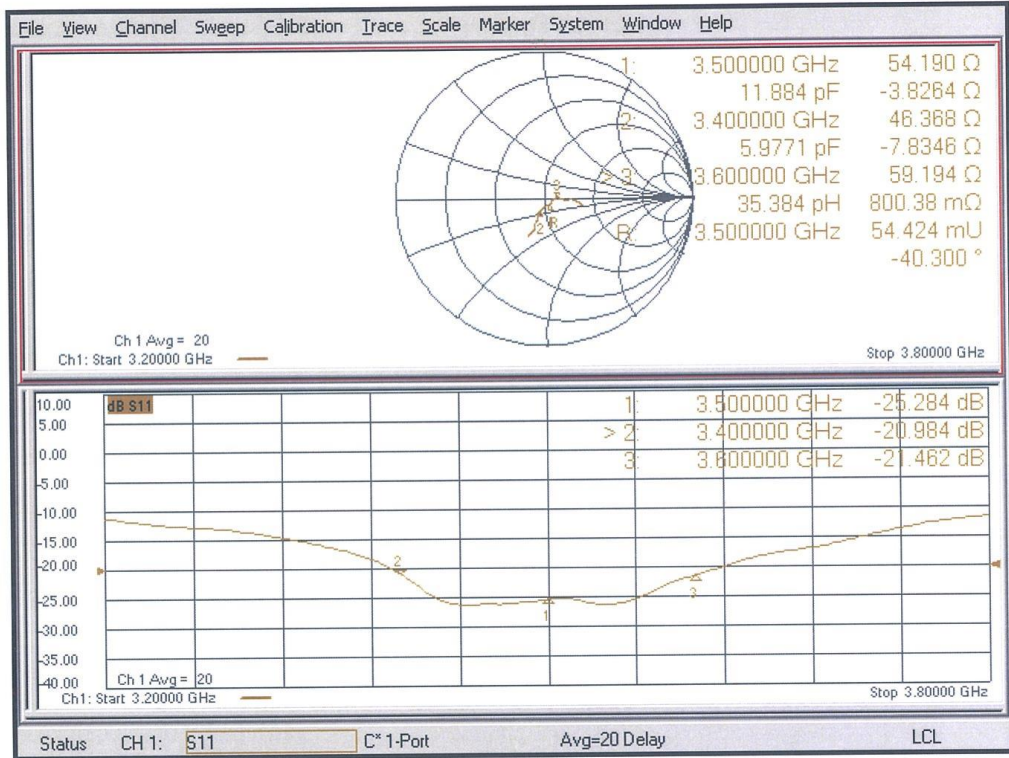 File View Channel Sweep Calibration Trace Scale Marker System Window Help
1: 3.500000 GHz 54.190 Ω
11.884 pF -3.8264 Ω
2: 3.400000 GHz 46.368 Ω
5.9771 pF -7.8346 Ω
> 3: 3.600000 GHz 59.194 Ω
35.384 pH 800.38 mΩ
R: 3.500000 GHz 54.424 mU
-40.300 °
3
2 R
Ch 1 Avg = 20
Ch1: Start 3.20000 GHz
Stop 3.80000 GHz
10.00
dB S11
1: 3.500000 GHz -25.284 dB
5.00
> 2: 3.400000 GHz -20.984 dB
0.00
3: 3.600000 GHz -21.462 dB
-5.00
-10.00
-15.00
-20.00
2
-25.00
1
3
-30.00
-35.00
-40.00
Ch 1 Avg = 20
Ch1: Start 3.20000 GHz
Stop 3.80000 GHz
Status CH 1: S11 C* 1-Port Avg=20 Delay LCL